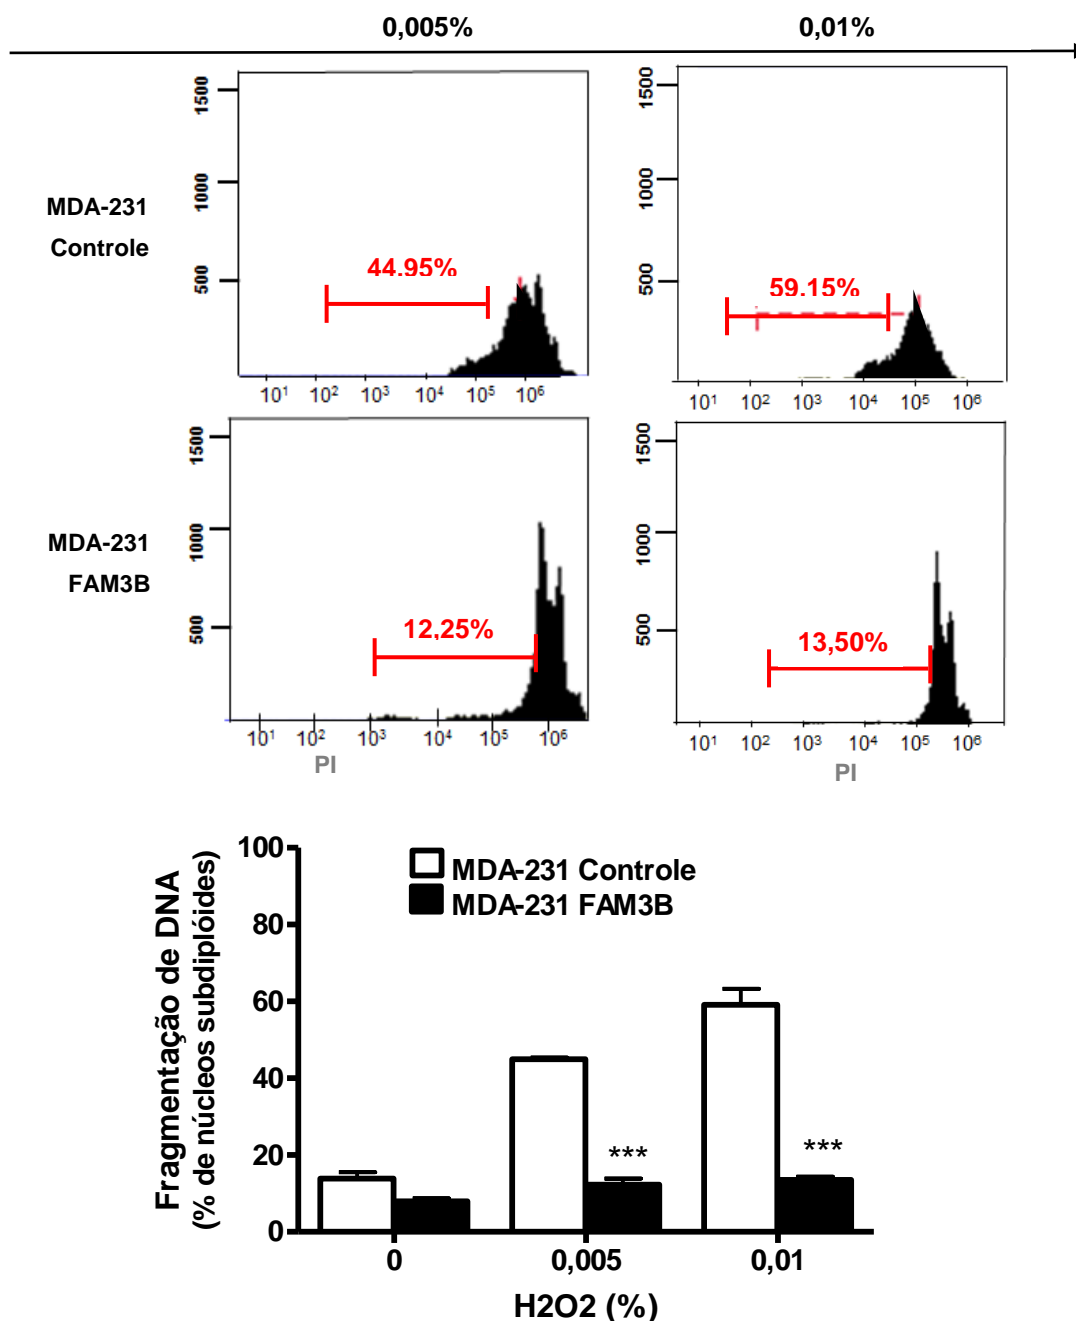 0,005%
0,01%
MDA-231
Controle
1500
1000
500
44.95%
10¹ 10² 10³ 10⁴ 10⁵ 10⁶
1500
1000
500
59.15%
10¹ 10² 10³ 10⁴ 10⁵ 10⁶
MDA-231
FAM3B
1500
1000
500
12,25%
10¹ 10² 10³ 10⁴ 10⁵ 10⁶
PI
1500
1000
500
13,50%
10¹ 10² 10³ 10⁴ 10⁵ 10⁶
PI
Fragmentação de DNA
(% de núcleos subdiplóides)
100
80
60
40
20
0
MDA-231 Controle
MDA-231 FAM3B
***
***
0 0,005 0,01
H2O2 (%)